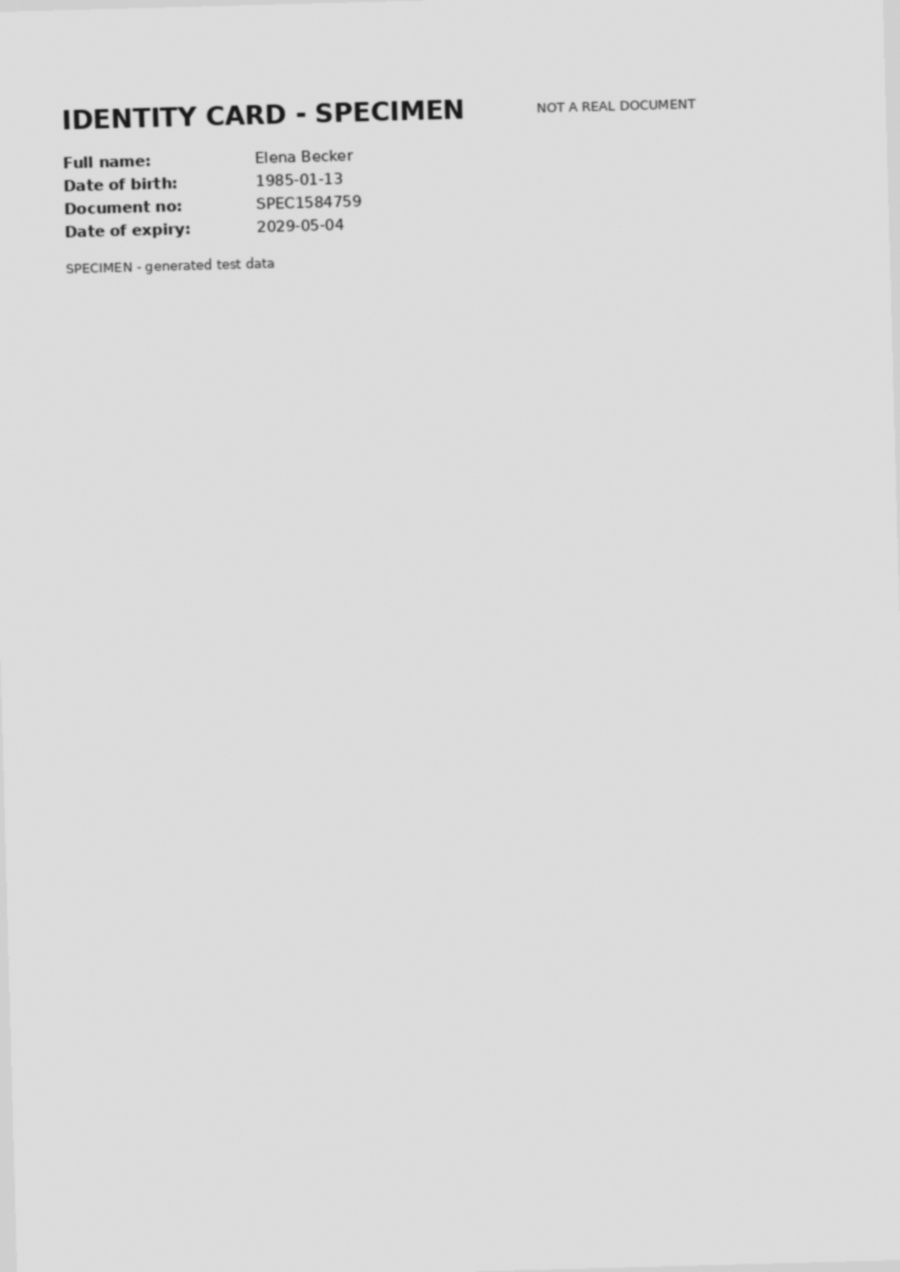 IDENTITY CARD - SPECIMEN
NOT A REAL DOCUMENT
Full name: Elena Becker
Date of birth: 1985-01-13
Document no: SPEC1584759
Date of expiry: 2029-05-04
SPECIMEN - generated test data